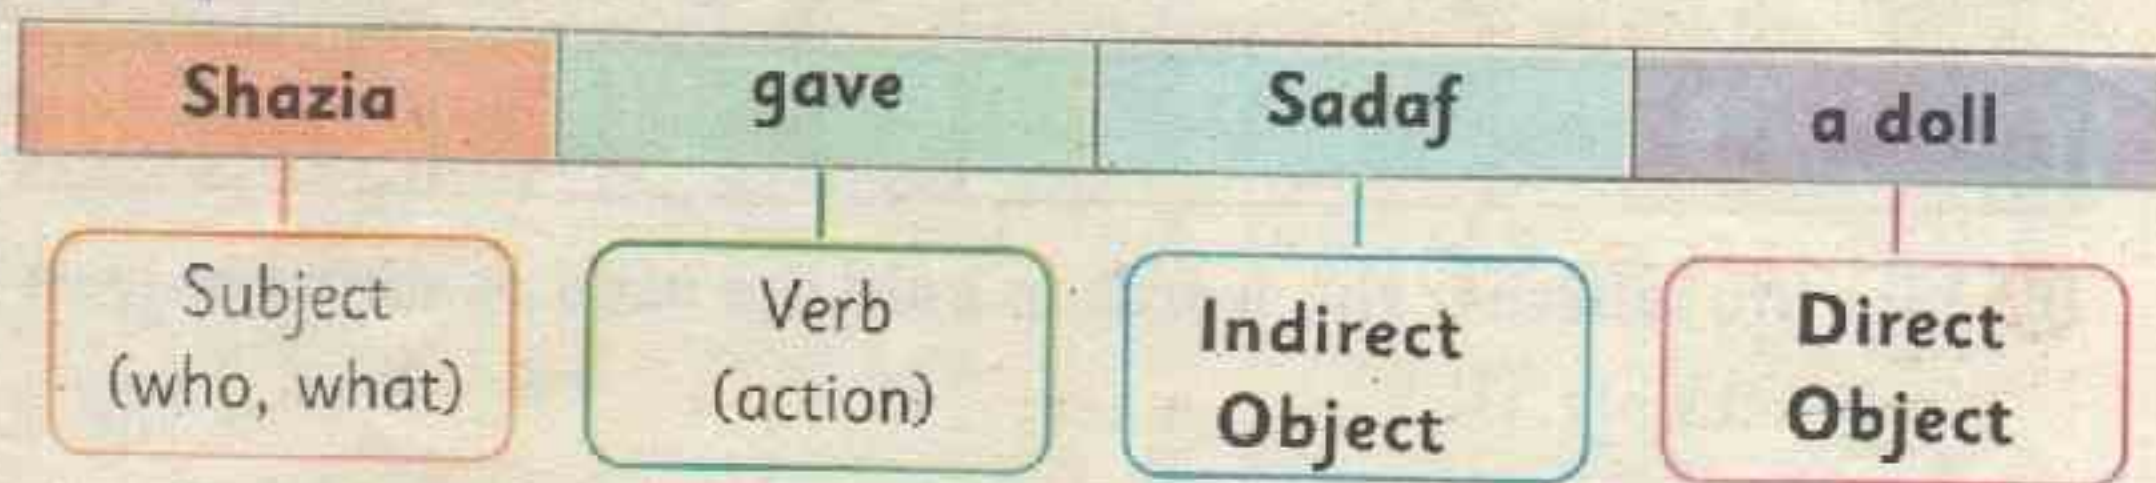 Shazia gave Sadaf a doll
Subject
(who, what)
Verb
(action)
Indirect
Object
Direct
Object